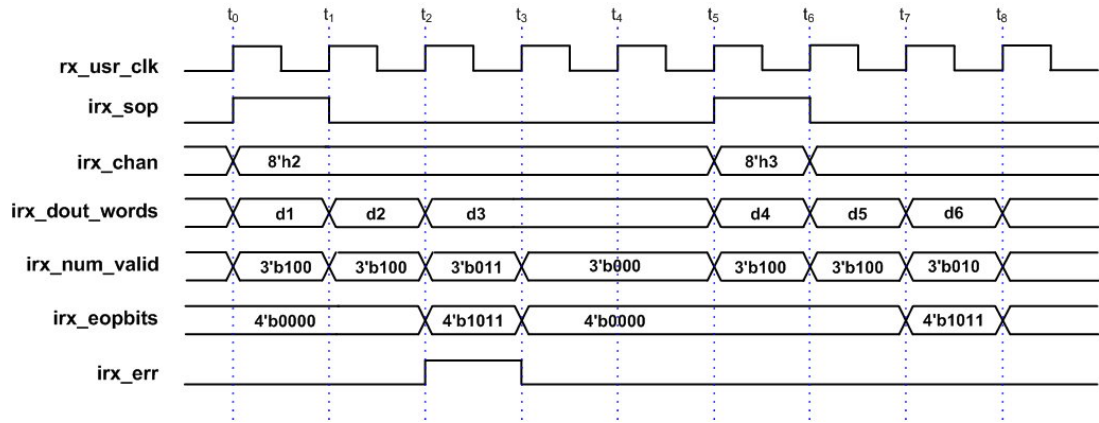 t0 t1 t2 t3 t4 t5 t6 t7 t8
rx_usr_clk
irx_sop
irx_chan 8'h2 8'h3
irx_dout_words d1 d2 d3 d4 d5 d6
irx_num_valid 3'b100 3'b100 3'b011 3'b000 3'b100 3'b100 3'b010
irx_eopbits 4'b0000 4'b1011 4'b0000 4'b1011
irx_err